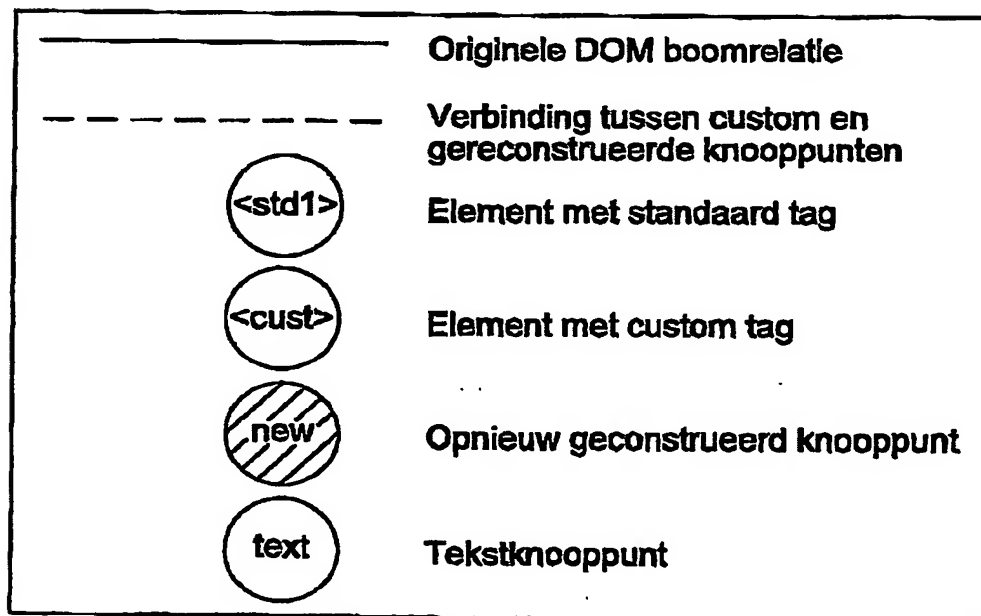 Originele DOM boomrelatie
Verbinding tussen custom en
gereconstrueerde knooppunten
<std1>
Element met standaard tag
<cust>
Element met custom tag
new
Opnieuw geconstrueerd knooppunt
text
Tekstknooppunt